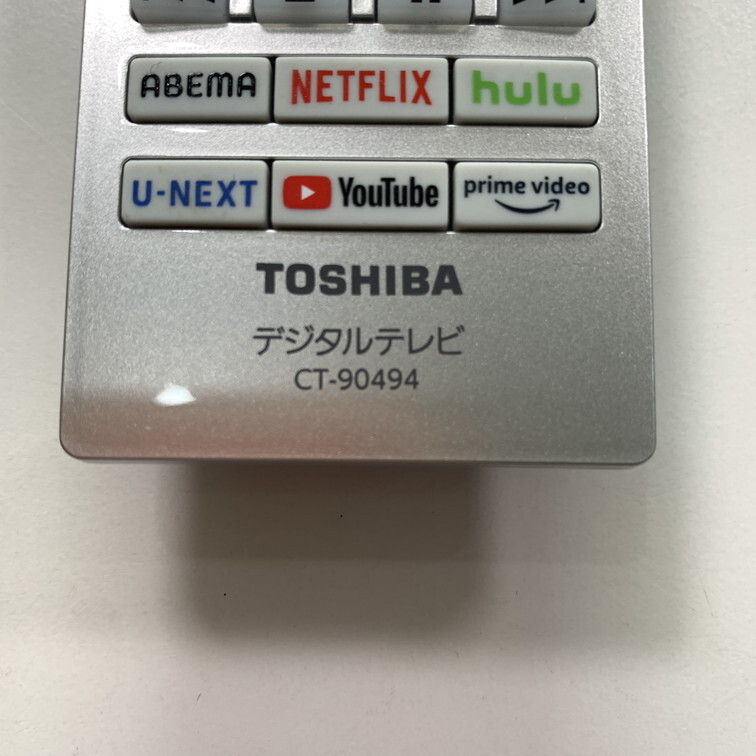 ABEMA NETFLIX hulu
U-NEXT YouTube prime video
TOSHIBA
デジタルテレビ
CT-90494